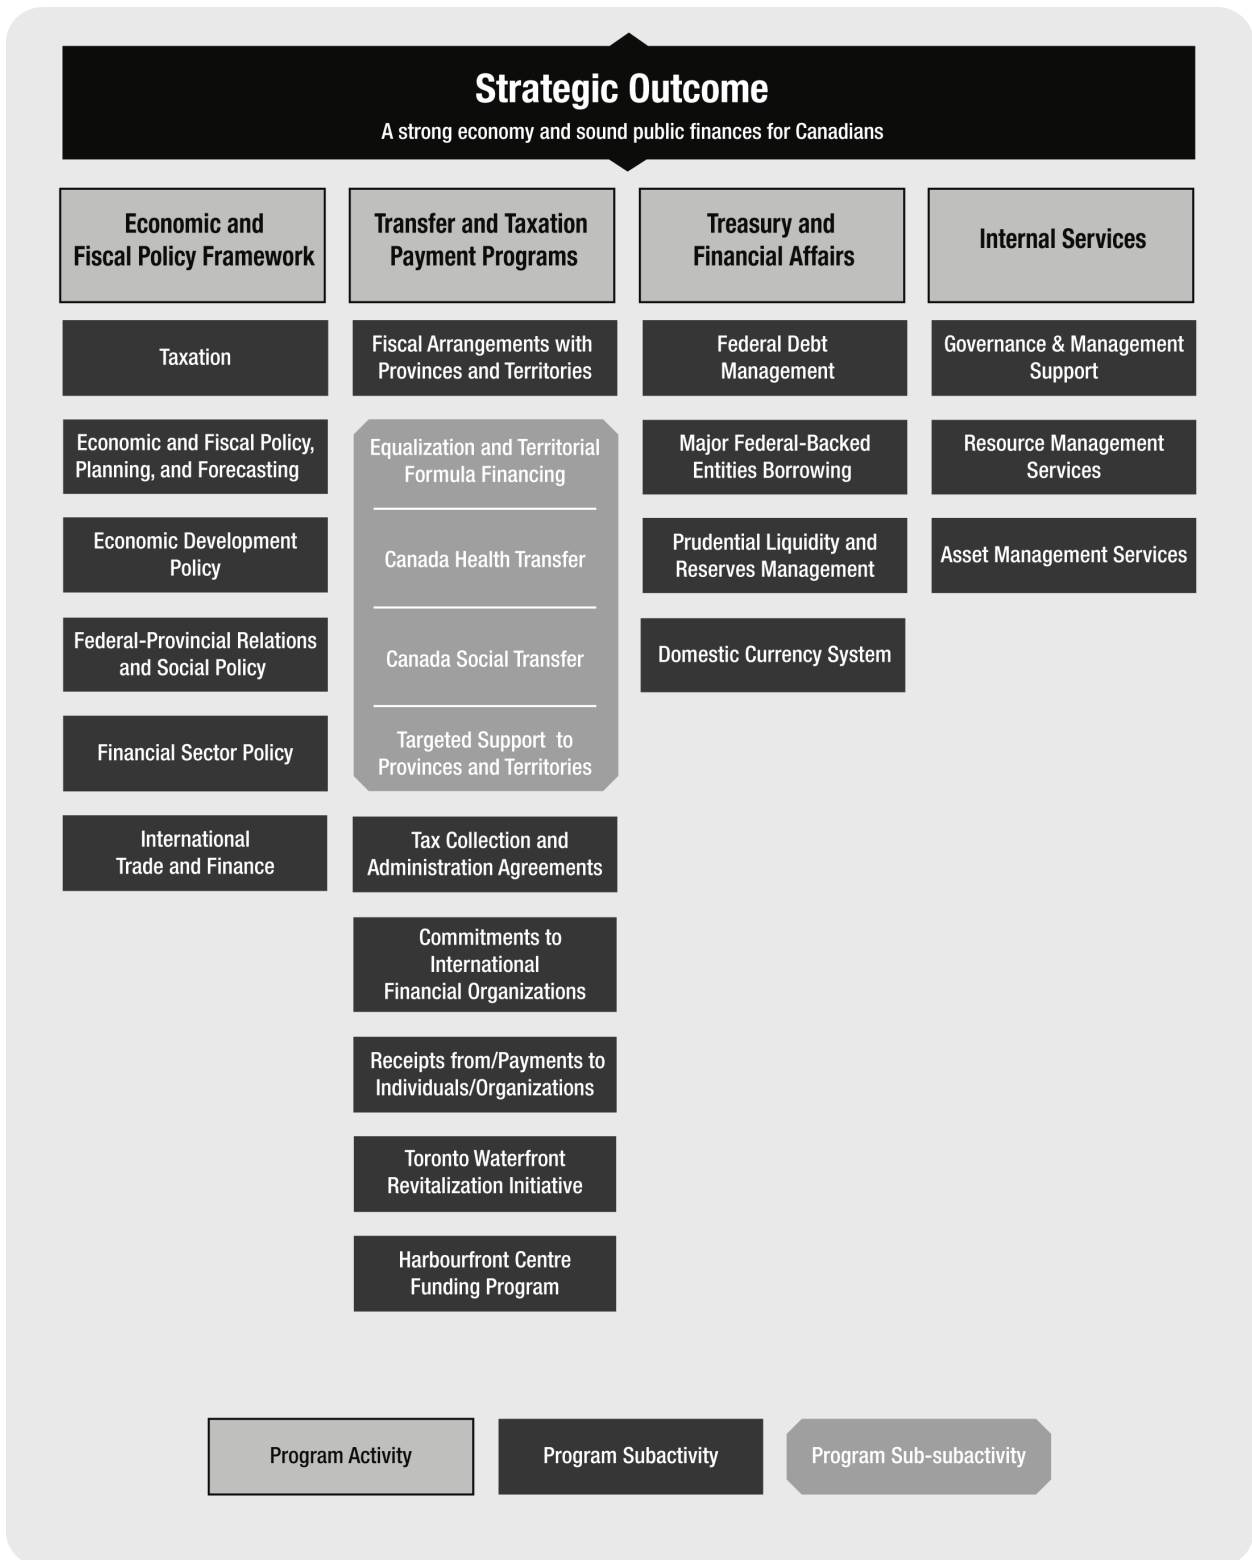 Strategic Outcome
A strong economy and sound public finances for Canadians
Economic and
Fiscal Policy Framework
Taxation
Economic and Fiscal Policy,
Planning, and Forecasting
Economic Development
Policy
Federal-Provincial Relations
and Social Policy
Financial Sector Policy
International
Trade and Finance
Transfer and Taxation
Payment Programs
Fiscal Arrangements with
Provinces and Territories
Equalization and Territorial
Formula Financing
Canada Health Transfer
Canada Social Transfer
Targeted Support to
Provinces and Territories
Tax Collection and
Administration Agreements
Commitments to
International
Financial Organizations
Receipts from/Payments to
Individuals/Organizations
Toronto Waterfront
Revitalization Initiative
Harbourfront Centre
Funding Program
Treasury and
Financial Affairs
Federal Debt
Management
Major Federal-Backed
Entities Borrowing
Prudential Liquidity and
Reserves Management
Domestic Currency System
Internal Services
Governance & Management
Support
Resource Management
Services
Asset Management Services
Program Activity
Program Subactivity
Program Sub-subactivity